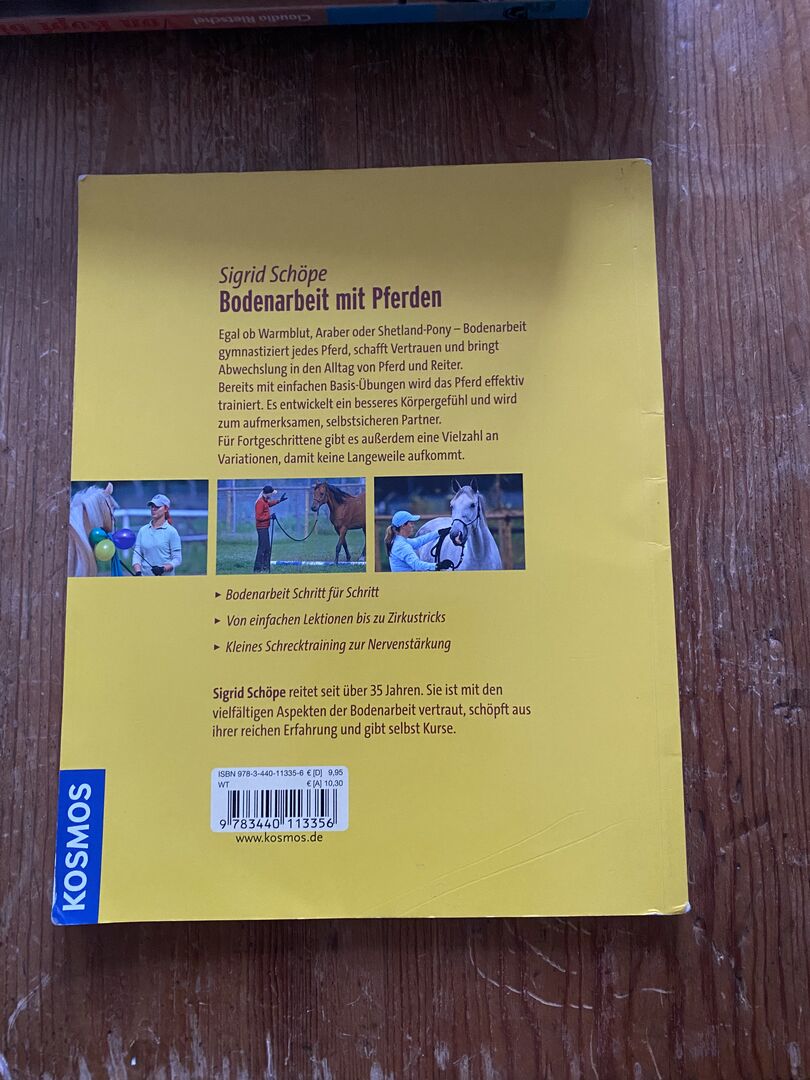 Claudia Rietschel
Sigrid Schöpe
Bodenarbeit mit Pferden
Egal ob Warmblut, Araber oder Shetland-Pony – Bodenarbeit
gymnastiziert jedes Pferd, schafft Vertrauen und bringt
Abwechslung in den Alltag von Pferd und Reiter.
Bereits mit einfachen Basis-Übungen wird das Pferd effektiv
trainiert. Es entwickelt ein besseres Körpergefühl und wird
zum aufmerksamen, selbstsicheren Partner.
Für Fortgeschrittene gibt es außerdem eine Vielzahl an
Variationen, damit keine Langeweile aufkommt.
▸ Bodenarbeit Schritt für Schritt
▸ Von einfachen Lektionen bis zu Zirkustricks
▸ Kleines Schrecktraining zur Nervenstärkung
Sigrid Schöpe reitet seit über 35 Jahren. Sie ist mit den
vielfältigen Aspekten der Bodenarbeit vertraut, schöpft aus
ihrer reichen Erfahrung und gibt selbst Kurse.
ISBN 978-3-440-11335-6 € [D] 9,95
WT € [A] 10,30
9 783440 113356
www.kosmos.de
KOSMOS